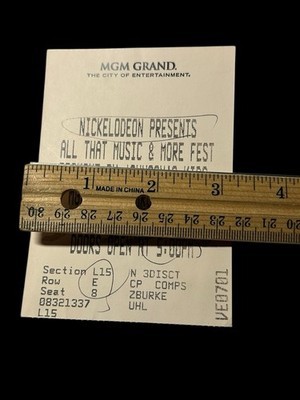 MGM GRAND.
THE CITY OF ENTERTAINMENT.
NICKELODEON PRESENTS
ALL THAT MUSIC & MORE FEST
1 MADE IN CHINA 2 3 4
30 29 28 27 26 25 24 23 22 21 20
DOORS OPEN AT 5:00PM)
Section L15 N 3DISCT
Row E CP COMPS
Seat 8 ZBURKE
08321337 UHL
L15
VE0701